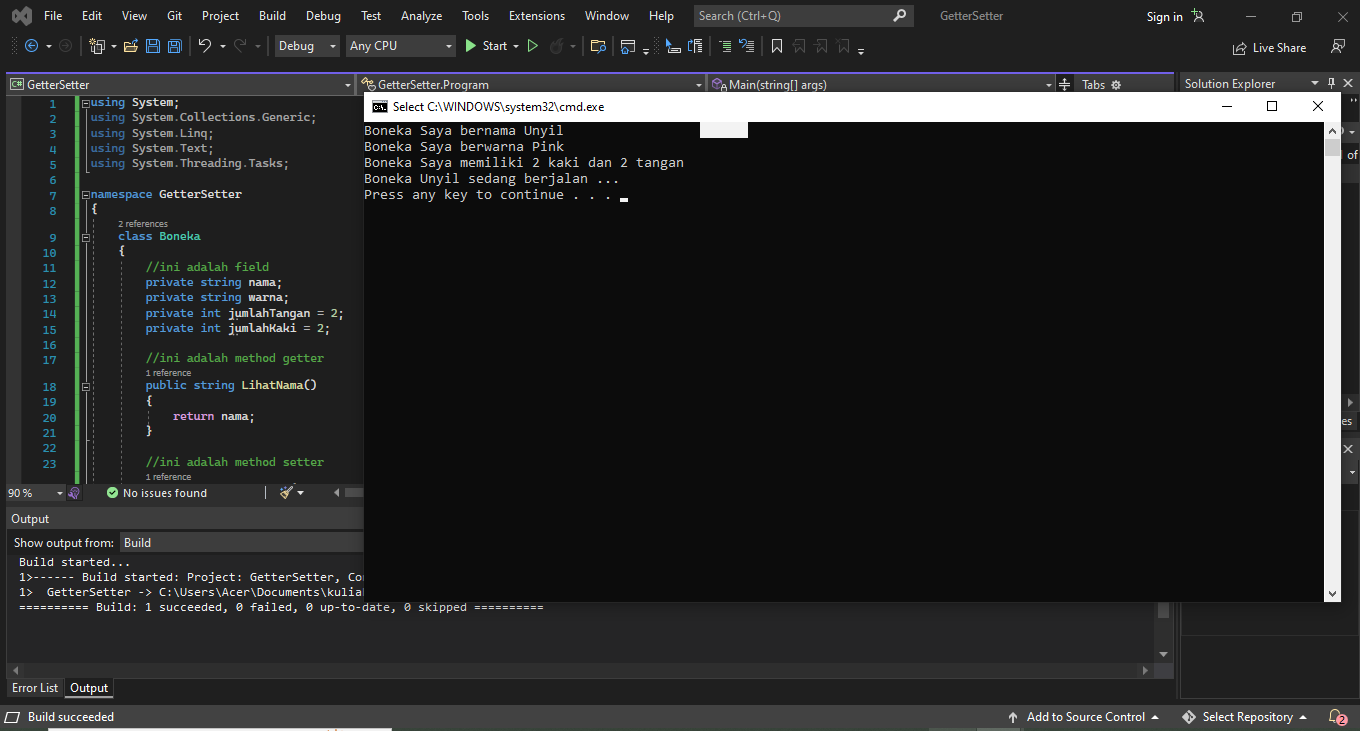 File Edit View Git Project Build Debug Test Analyze Tools Extensions Window Help Search (Ctrl+Q) GetterSetter Sign in
Debug Any CPU Start Live Share
C# GetterSetter GetterSetter.Program Main(string[] args) Tabs Solution Explorer
Select C:\WINDOWS\system32\cmd.exe
Boneka Saya bernama Unyil
Boneka Saya berwarna Pink
Boneka Saya memiliki 2 kaki dan 2 tangan
Boneka Unyil sedang berjalan ...
Press any key to continue . . .
1 using System;
2 using System.Collections.Generic;
3 using System.Linq;
4 using System.Text;
5 using System.Threading.Tasks;
6
7 namespace GetterSetter
8 {
2 references
9 class Boneka
10 {
11 //ini adalah field
12 private string nama;
13 private string warna;
14 private int jumlahTangan = 2;
15 private int jumlahKaki = 2;
16
17 //ini adalah method getter
1 reference
18 public string LihatNama()
19 {
20 return nama;
21 }
22
23 //ini adalah method setter
1 reference
90 % No issues found
of
es
Output
Show output from: Build
Build started...
1>------ Build started: Project: GetterSetter, Co
1> GetterSetter -> C:\Users\Acer\Documents\kulia
========== Build: 1 succeeded, 0 failed, 0 up-to-date, 0 skipped ==========
Error List Output
Build succeeded Add to Source Control Select Repository 2